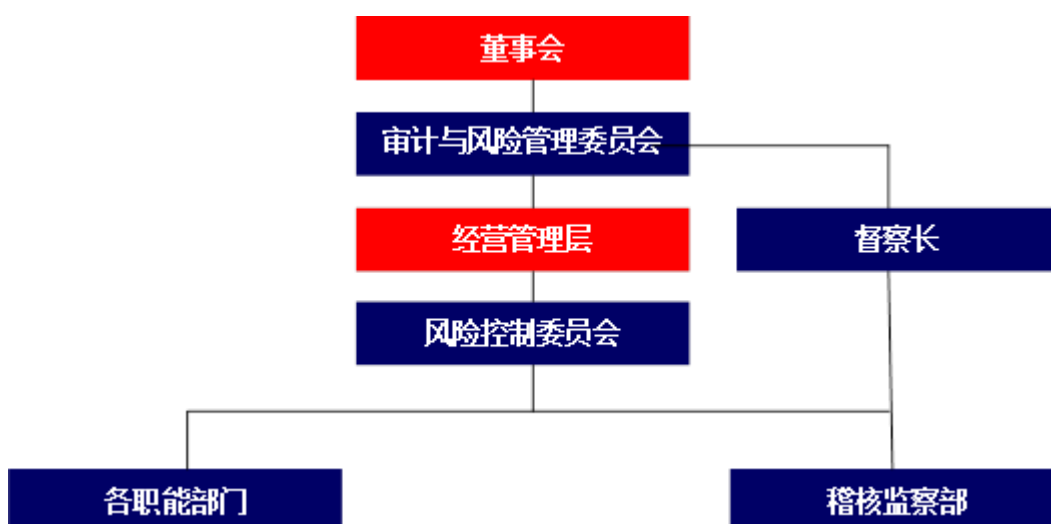 董事会
审计与风险管理委员会
经营管理层
督察长
风险控制委员会
各职能部门
稽核监察部